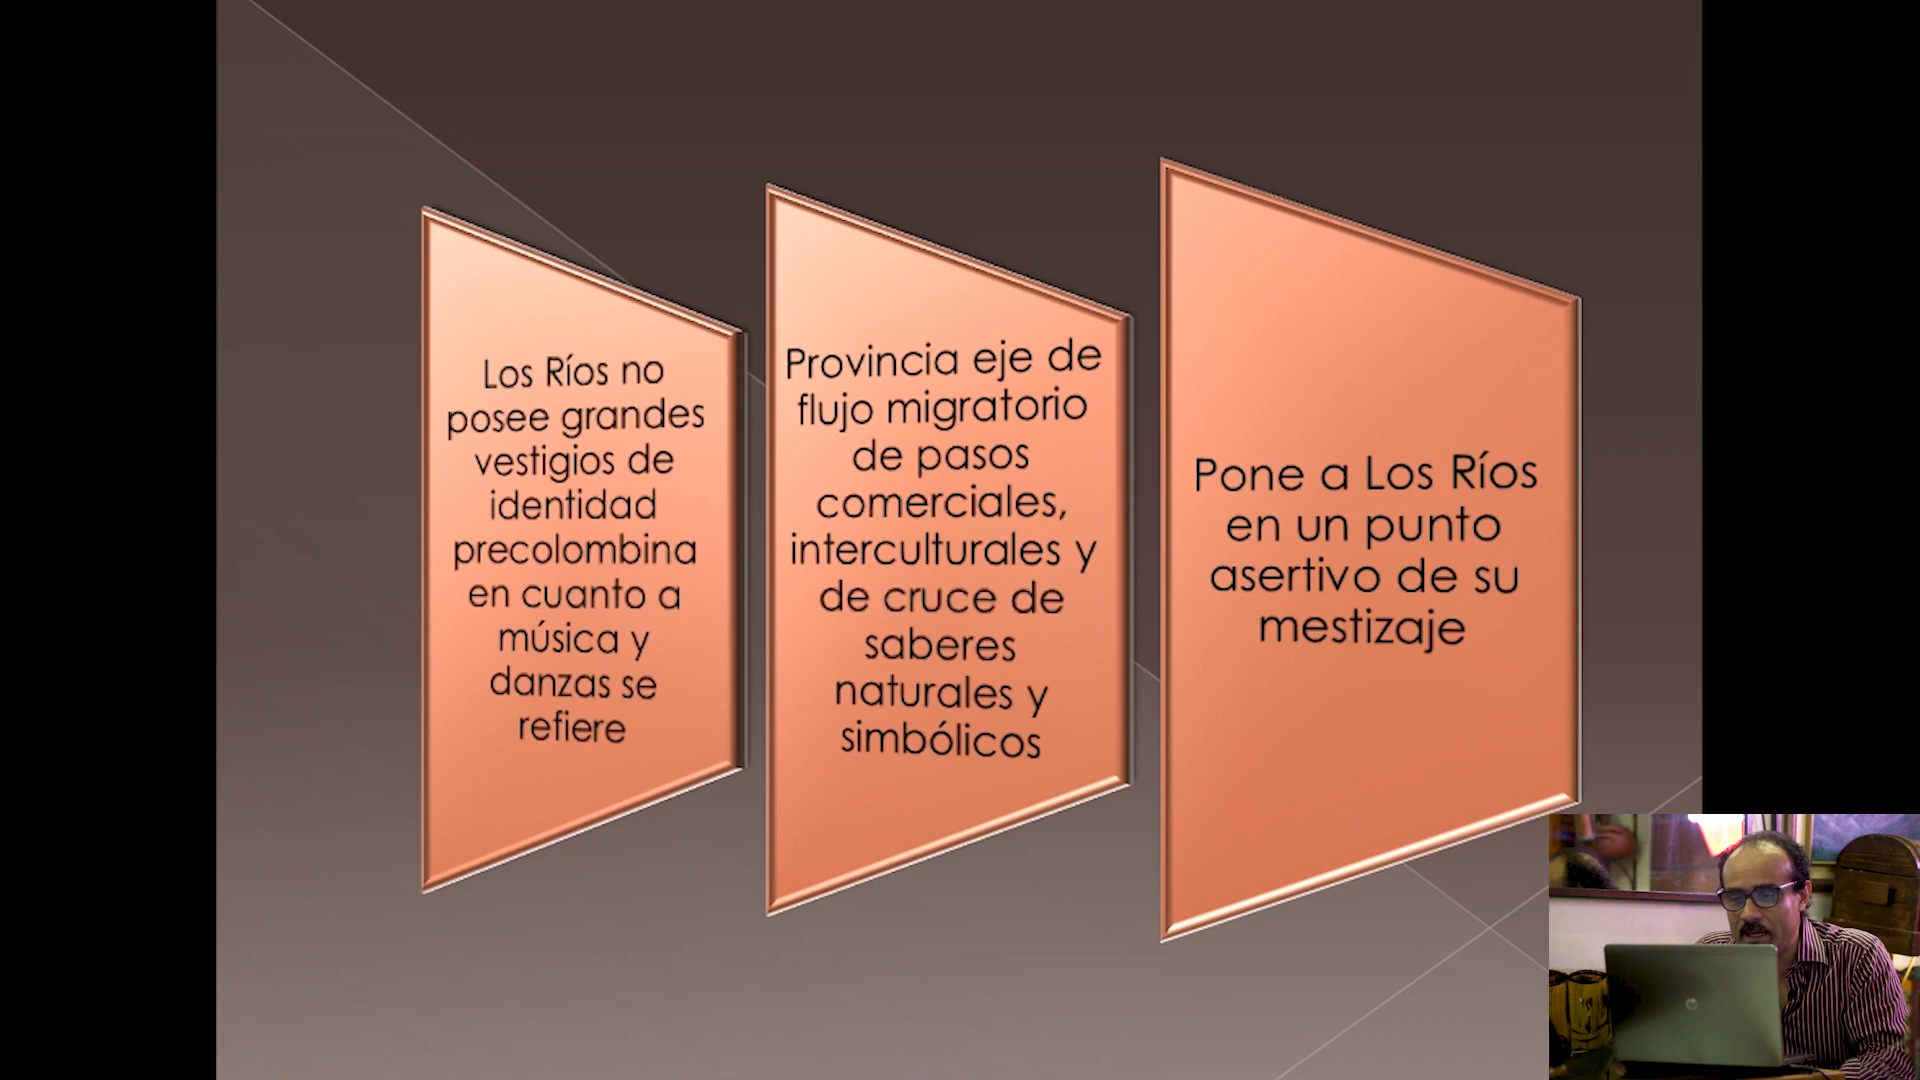 Los Ríos no
posee grandes
vestigios de
identidad
precolombina
en cuanto a
música y
danzas se
refiere
Provincia eje de
flujo migratorio
de pasos
comerciales,
interculturales y
de cruce de
saberes
naturales y
simbólicos
Pone a Los Ríos
en un punto
asertivo de su
mestizaje